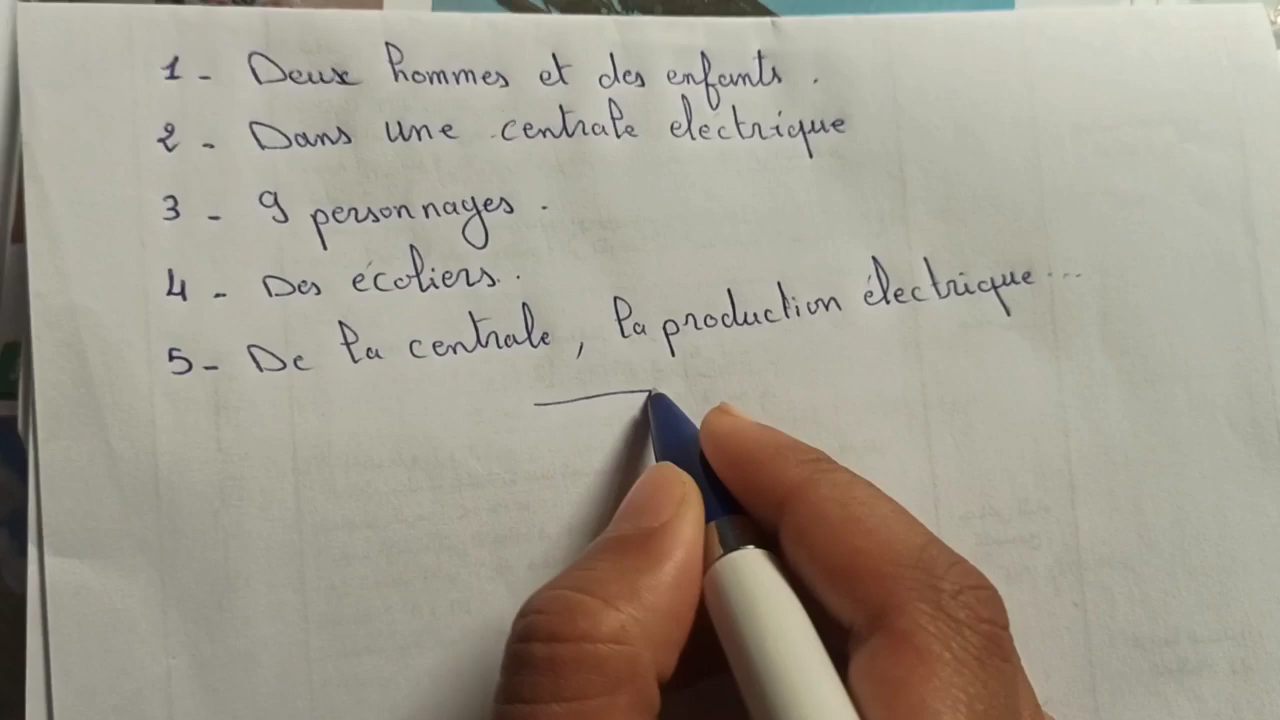 1 - Deux hommes et des enfants .
2 - Dans une centrale electrique
3 - 9 personnages .
4 - Des écoliers .
5 - De la centrale , la production électrique ...